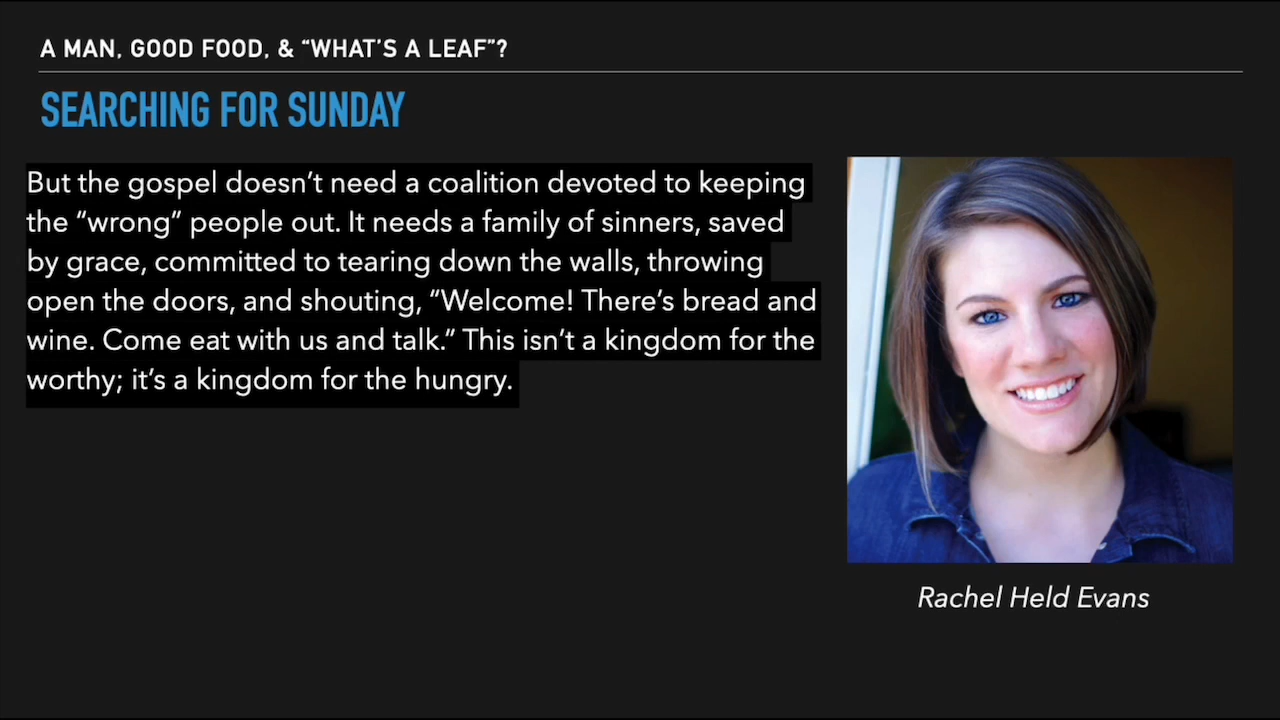 A MAN, GOOD FOOD, & “WHAT’S A LEAF”?
SEARCHING FOR SUNDAY
But the gospel doesn’t need a coalition devoted to keeping
the “wrong” people out. It needs a family of sinners, saved
by grace, committed to tearing down the walls, throwing
open the doors, and shouting, “Welcome! There’s bread and
wine. Come eat with us and talk.” This isn’t a kingdom for the
worthy; it’s a kingdom for the hungry.
Rachel Held Evans